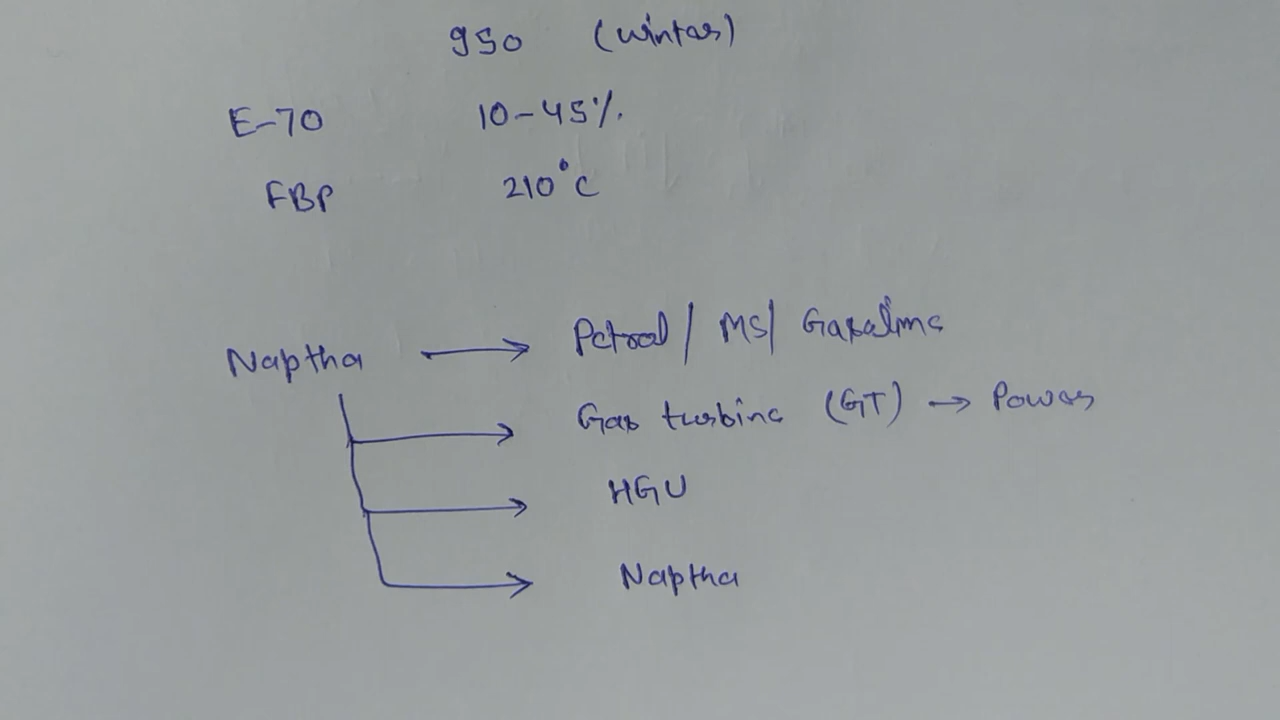 950 (winter)
E-70 10-45%.
FBP 210°C
Naptha → Petrol / MS / Gasoline
→ Gas turbine (GT) → Power
→ HGU
→ Naptha